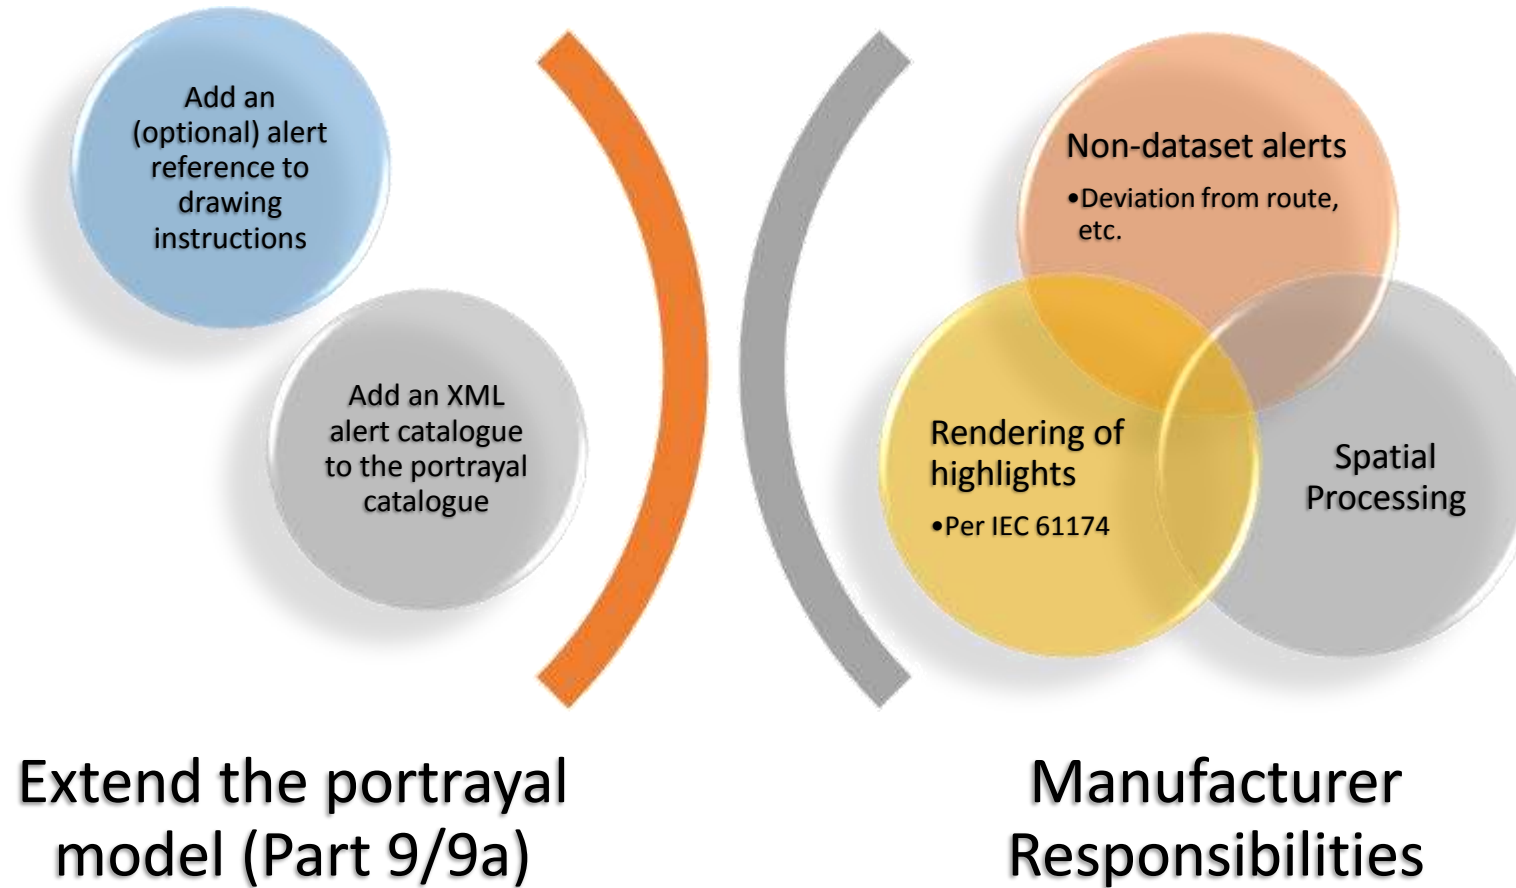 Add an
(optional) alert
reference to
drawing
instructions
Add an XML
alert catalogue
to the portrayal
catalogue
Extend the portrayal
model (Part 9/9a)
Non-dataset alerts
•Deviation from route,
etc.
Rendering of
highlights
•Per IEC 61174
Spatial
Processing
Manufacturer
Responsibilities